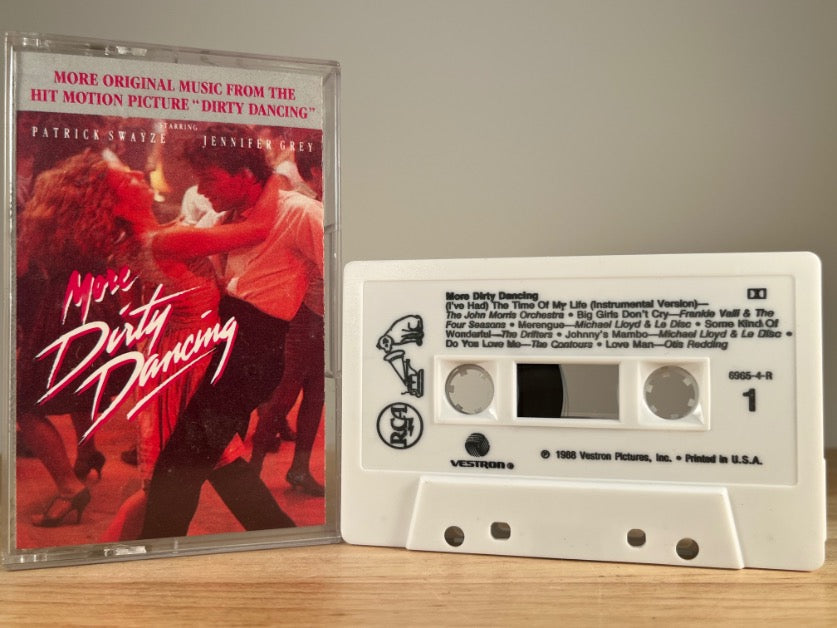 MORE ORIGINAL MUSIC FROM THE
HIT MOTION PICTURE "DIRTY DANCING"
STARRING
PATRICK SWAYZE JENNIFER GREY
More
Dirty
Dancing
More Dirty Dancing
(I've Had) The Time Of My Life (Instrumental Version)—
The John Morris Orchestra • Big Girls Don't Cry—Frankie Valli & The
Four Seasons • Merengue—Michael Lloyd & Le Disc • Some Kind Of
Wonderful—The Drifters • Johnny's Mambo—Michael Lloyd & Le Disc •
Do You Love Me—The Contours • Love Man—Otis Redding
6965-4-R
1
RCA
VESTRON®
℗ 1988 Vestron Pictures, Inc. • Printed in U.S.A.